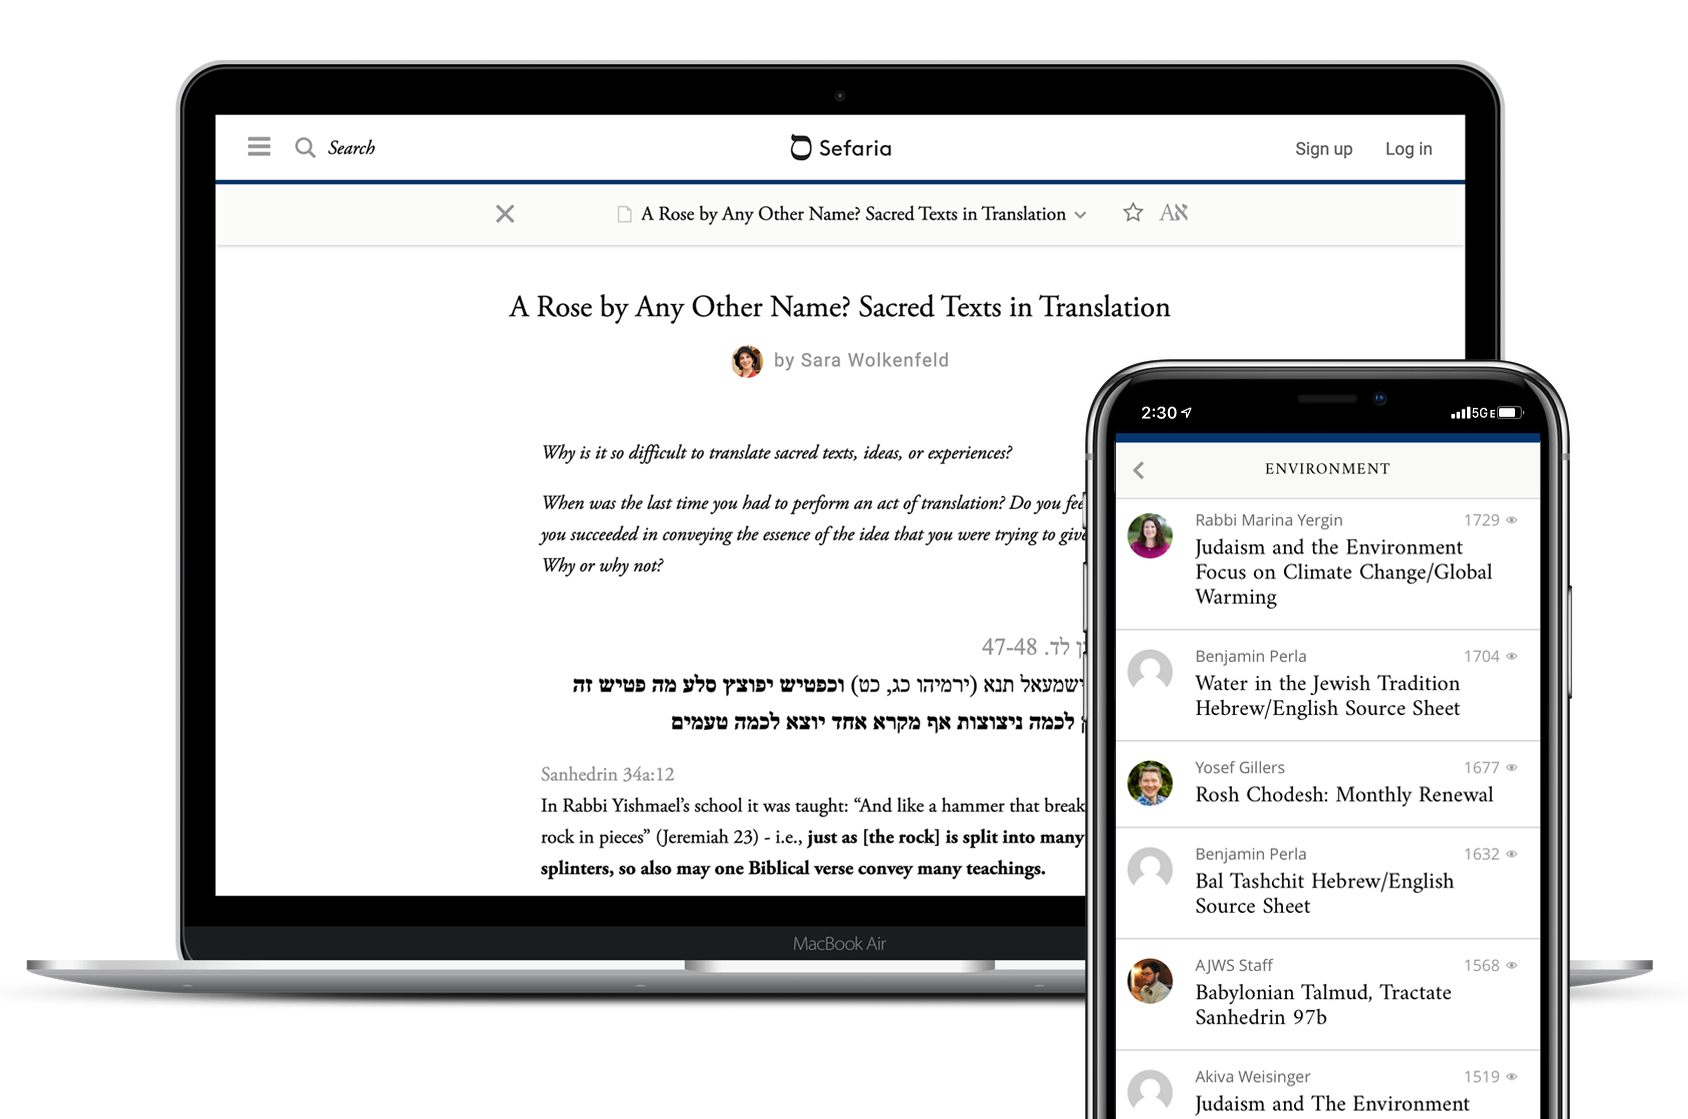 Search
Sefaria
Sign up
Log in
A Rose by Any Other Name? Sacred Texts in Translation
Aא
A Rose by Any Other Name? Sacred Texts in Translation
by Sara Wolkenfeld
Why is it so difficult to translate sacred texts, ideas, or experiences?
When was the last time you had to perform an act of translation? Do you fee
you succeeded in conveying the essence of the idea that you were trying to give
Why or why not?
לד. 47-48
ישמעאל תנא (ירמיהו כג, כט) וכפטיש יפוצץ סלע מה פטיש זה
לכמה ניצוצות אף מקרא אחד יוצא לכמה טעמים
Sanhedrin 34a:12
In Rabbi Yishmael’s school it was taught: “And like a hammer that break
rock in pieces” (Jeremiah 23) - i.e., just as [the rock] is split into many
splinters, so also may one Biblical verse convey many teachings.
MacBook Air
2:30
5GE
ENVIRONMENT
Rabbi Marina Yergin 1729
Judaism and the Environment
Focus on Climate Change/Global
Warming
Benjamin Perla 1704
Water in the Jewish Tradition
Hebrew/English Source Sheet
Yosef Gillers 1677
Rosh Chodesh: Monthly Renewal
Benjamin Perla 1632
Bal Tashchit Hebrew/English
Source Sheet
AJWS Staff 1568
Babylonian Talmud, Tractate
Sanhedrin 97b
Akiva Weisinger 1519
Judaism and The Environment